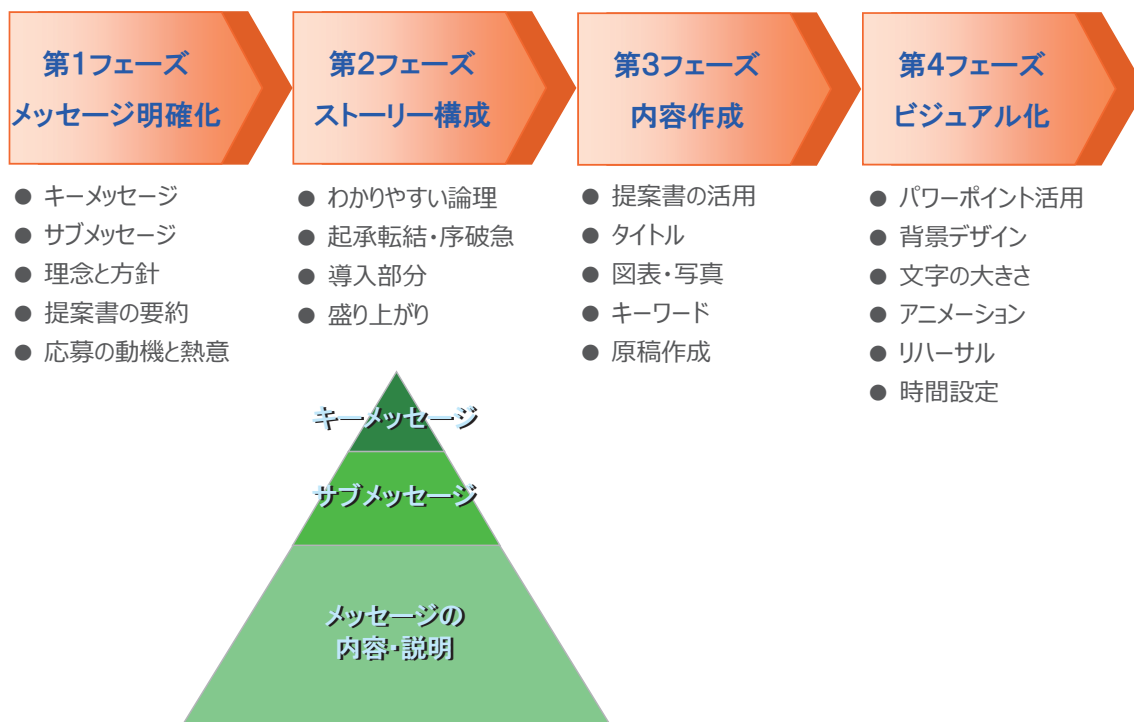 第1フェーズ
メッセージ明確化
● キーメッセージ
● サブメッセージ
● 理念と方針
● 提案書の要約
● 応募の動機と熱意
第2フェーズ
ストーリー構成
● わかりやすい論理
● 起承転結・序破急
● 導入部分
● 盛り上がり
第3フェーズ
内容作成
● 提案書の活用
● タイトル
● 図表・写真
● キーワード
● 原稿作成
第4フェーズ
ビジュアル化
● パワーポイント活用
● 背景デザイン
● 文字の大きさ
● アニメーション
● リハーサル
● 時間設定
キーメッセージ
サブメッセージ
メッセージの
内容・説明